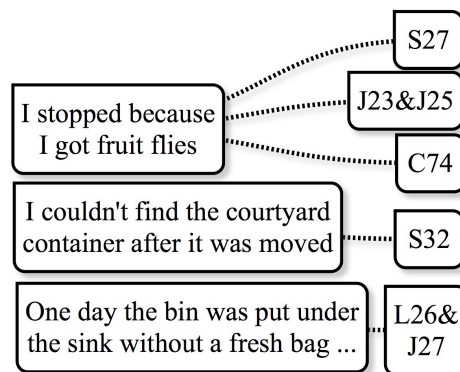 S27
I stopped because
I got fruit flies
J23&J25
C74
I couldn't find the courtyard
container after it was moved
S32
One day the bin was put under
the sink without a fresh bag ...
L26&
J27